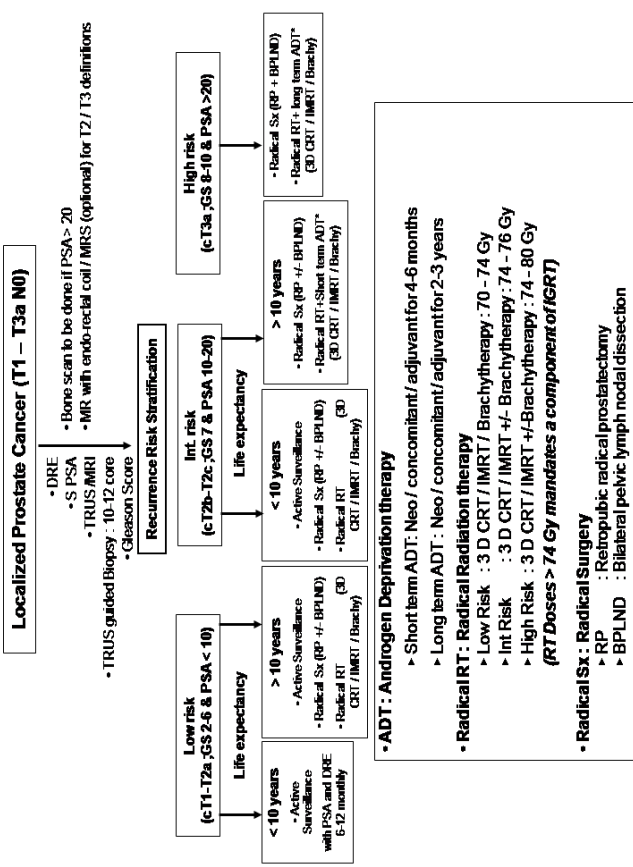 Localized Prostate Cancer (T1 – T3a N0)
• DRE
• S PSA
• TRUS /MRI
• TRUS guided Biopsy : 10-12 core
• Gleason Score
• Bone scan to be done if PSA > 20
• MR with endo-rectal coil / MRS (optional) for T2 / T3 definitions
Recurrence Risk Stratification
Low risk
(cT1-T2a ;GS 2-6 & PSA < 10)
Life expectancy
< 10 years
• Active
Surveillance
with PSA and DRE
6-12 monthly
> 10 years
• Active Surveillance
• Radical Sx (RP +/- BPLND)
• Radical RT (3D
CRT / IMRT / Brachy)
Int. risk
(cT2b-T2c ;GS 7 & PSA 10-20)
Life expectancy
< 10 years
• Active Surveillance
• Radical Sx (RP +/- BPLND)
• Radical RT (3D
CRT / IMRT / Brachy)
> 10 years
• Radical Sx (RP +/- BPLND)
• Radical RT+Short term ADT*
(3D CRT / IMRT / Brachy)
High risk
(cT3a ;GS 8-10 & PSA >20)
• Radical Sx (RP + BPLND)
• Radical RT+ long term ADT*
(3D CRT / IMRT / Brachy)
• ADT : Androgen Deprivation therapy
➤ Short term ADT: Neo / concomitant / adjuvant for 4-6 months
➤ Long term ADT : Neo / concomitant / adjuvant for 2-3 years
• Radical RT : Radical Radiation therapy
➤ Low Risk : 3 D CRT / IMRT / Brachytherapy : 70 - 74 Gy
➤ Int Risk : 3 D CRT / IMRT +/- Brachytherapy : 74 - 76 Gy
➤ High Risk : 3 D CRT / IMRT +/-Brachytherapy : 74 - 80 Gy
(RT Doses > 74 Gy mandates a component of IGRT)
• Radical Sx : Radical Surgery
➤ RP : Retropubic radical prostatectomy
➤ BPLND : Bilateral pelvic lymph nodal dissection